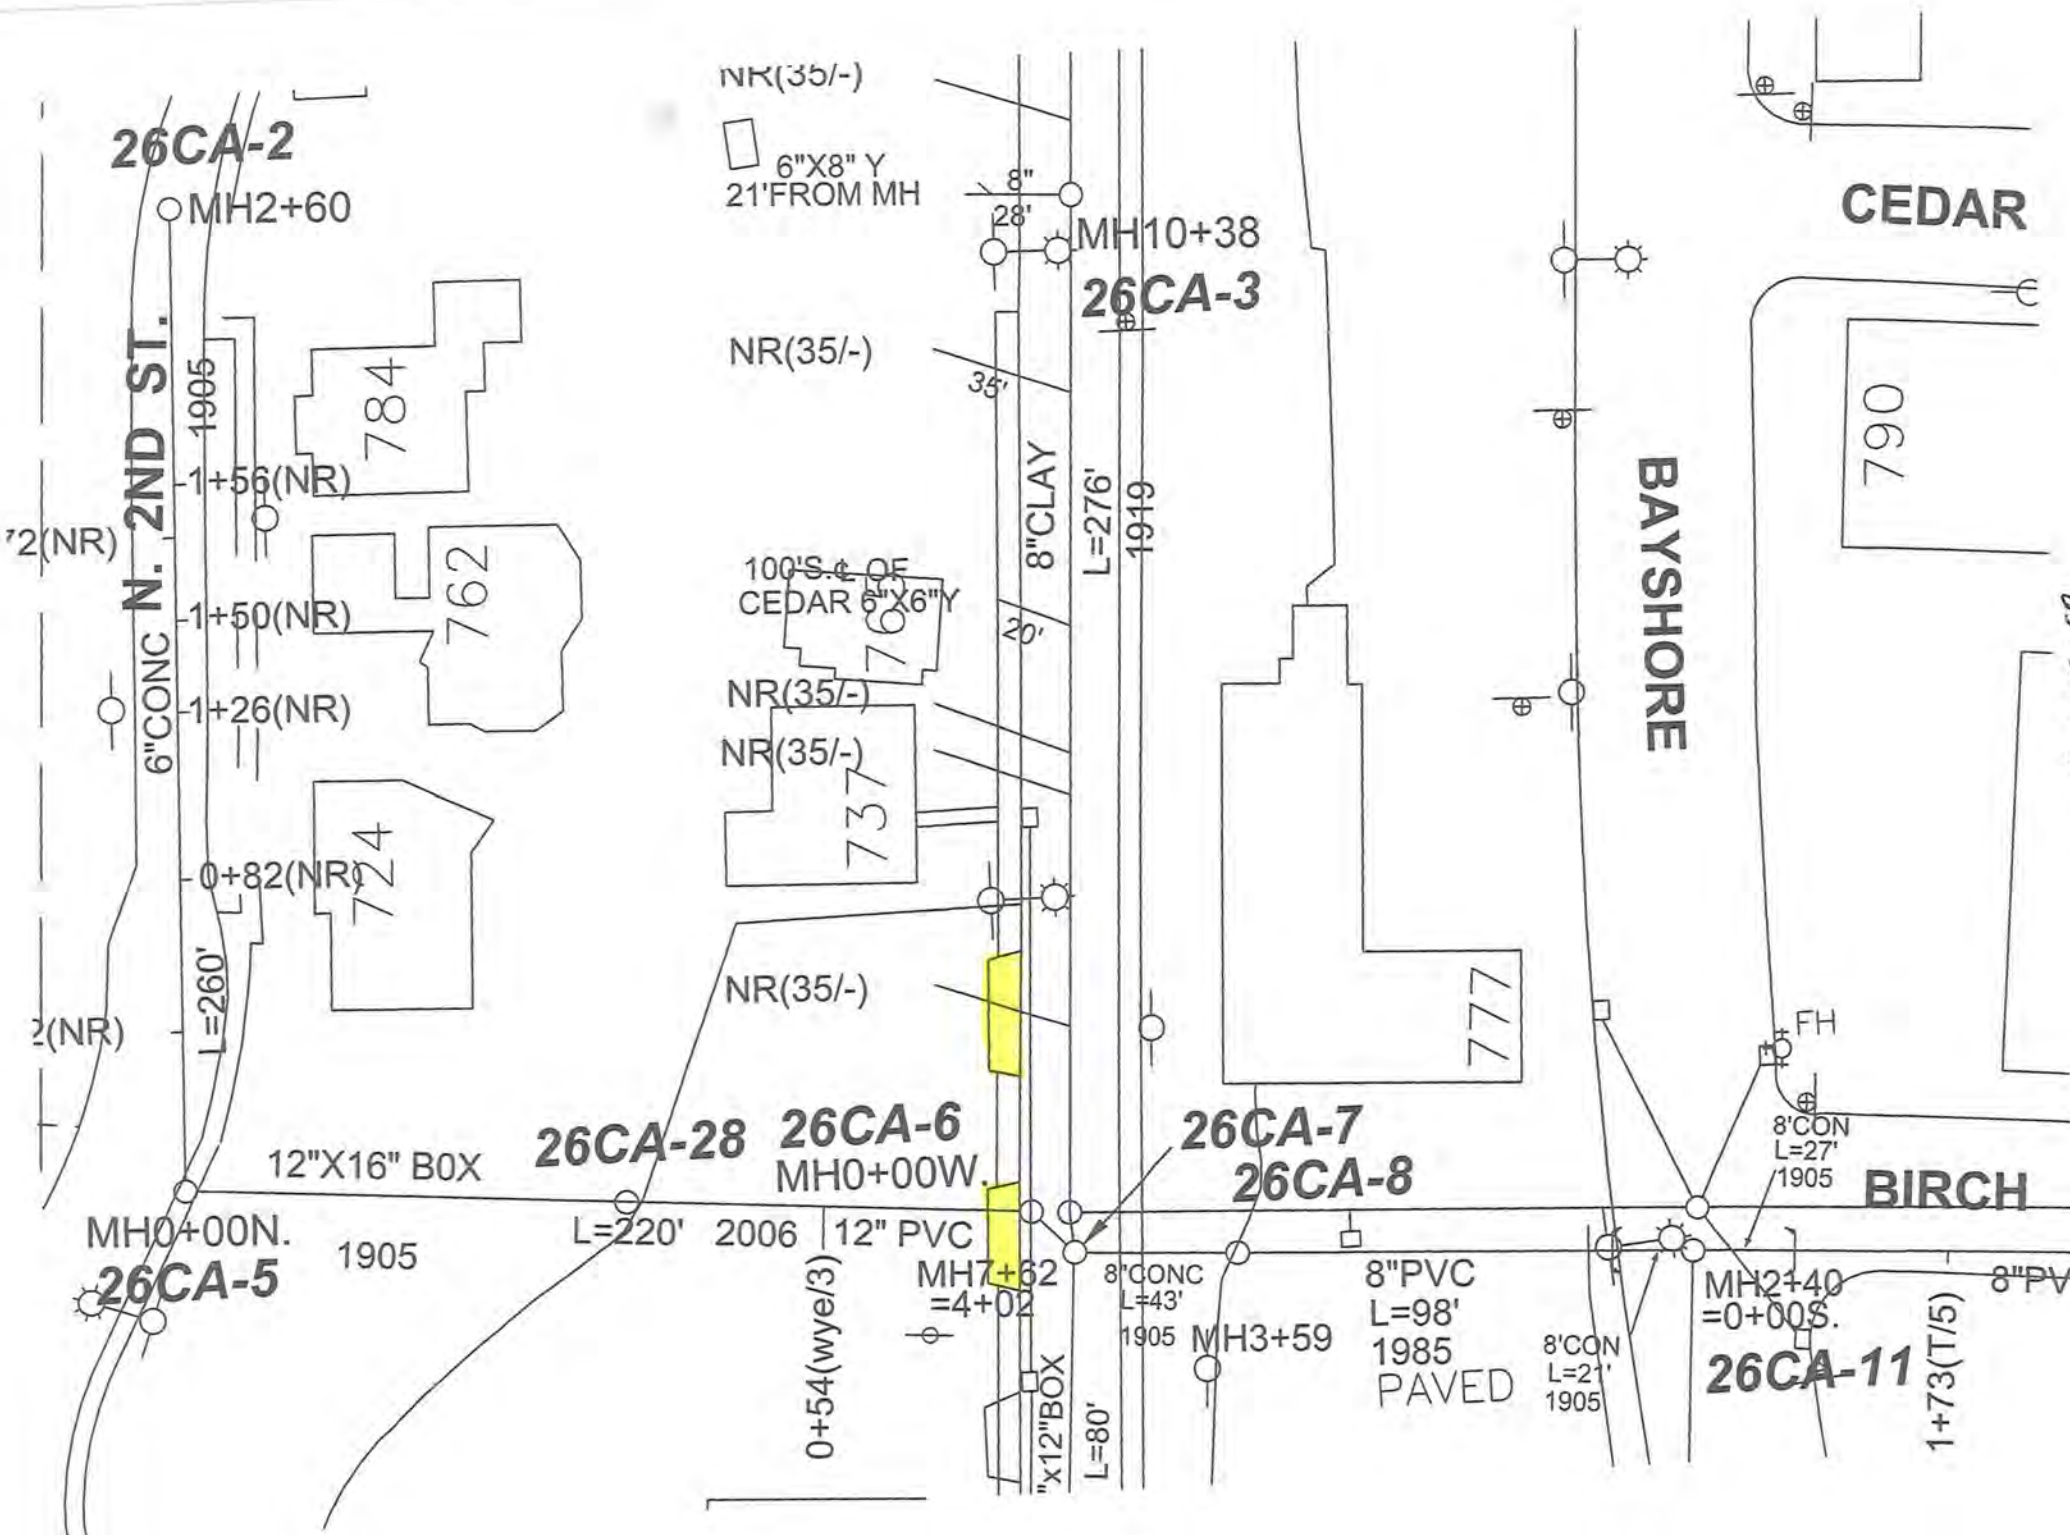 NR(35/-)
26CA-2
MH2+60
6"X8" Y
21'FROM MH
8"
28'
MH10+38
26CA-3
CEDAR
N. 2ND ST.
1905
784
NR(35/-)
35'
790
1+56(NR)
8"CLAY
L=276'
1919
BAYSHORE
72(NR)
762
100'S.℄ OF
CEDAR 6"X6"Y
20'
1+50(NR)
6"CONC
1+26(NR)
NR(35/-)
NR(35/-)
737
724
0+82(NR)
L=260'
NR(35/-)
777
FH
2(NR)
12"X16" BOX
26CA-28
26CA-6
MH0+00W.
26CA-7
26CA-8
8'CON
L=27'
1905
BIRCH
MH0+00N.
26CA-5
1905
L=220'
2006
12" PVC
0+54(wye/3)
MH7+62
=4+02
8'CONC
L=43'
1905
MH3+59
8"PVC
L=98'
1985
PAVED
8'CON
L=21'
1905
MH2+40
=0+00S.
26CA-11
1+73(T/5)
8"PV
"x12"BOX
L=80'